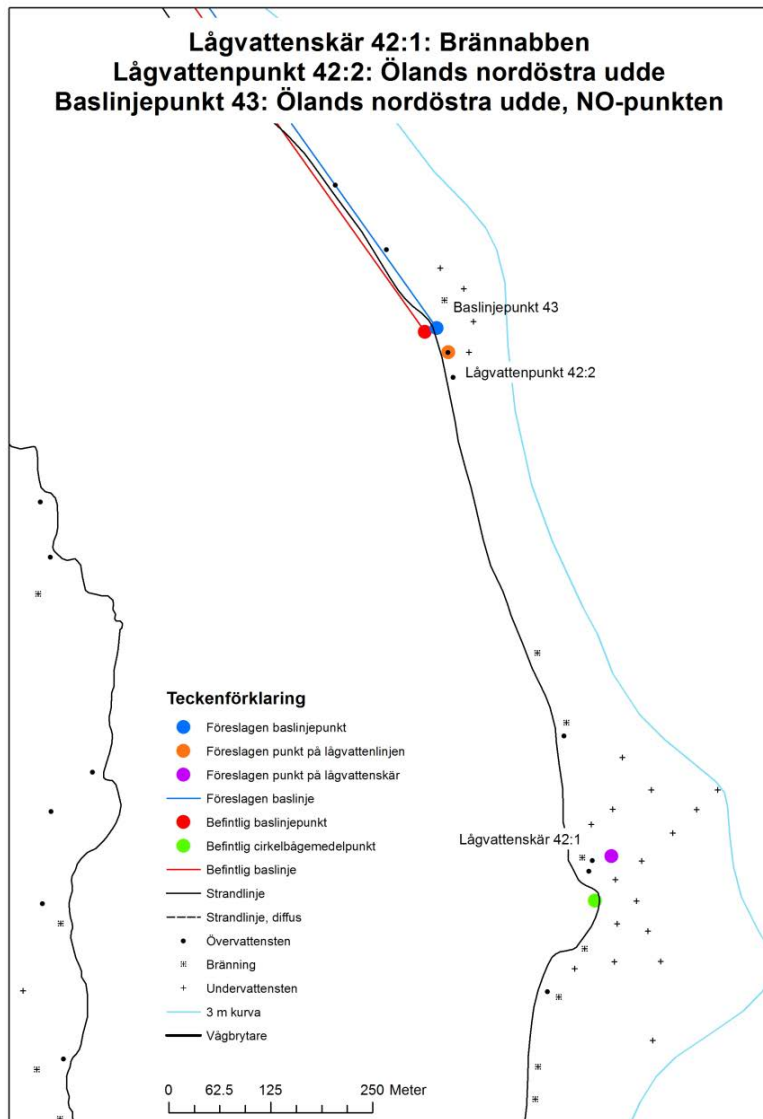 Lågvattenskär 42:1: Brännabben
Lågvattenpunkt 42:2: Ölands nordöstra udde
Baslinjepunkt 43: Ölands nordöstra udde, NO-punkten
Baslinjepunkt 43
Lågvattenpunkt 42:2
Lågvattenskär 42:1
Teckenförklaring
Föreslagen baslinjepunkt
Föreslagen punkt på lågvattenlinjen
Föreslagen punkt på lågvattenskär
Föreslagen baslinje
Befintlig baslinjepunkt
Befintlig cirkelbågemedelpunkt
Befintlig baslinje
Strandlinje
Strandlinje, diffus
Övervattensten
Bränning
Undervattensten
3 m kurva
Vågbrytare
0 62.5 125 250 Meter